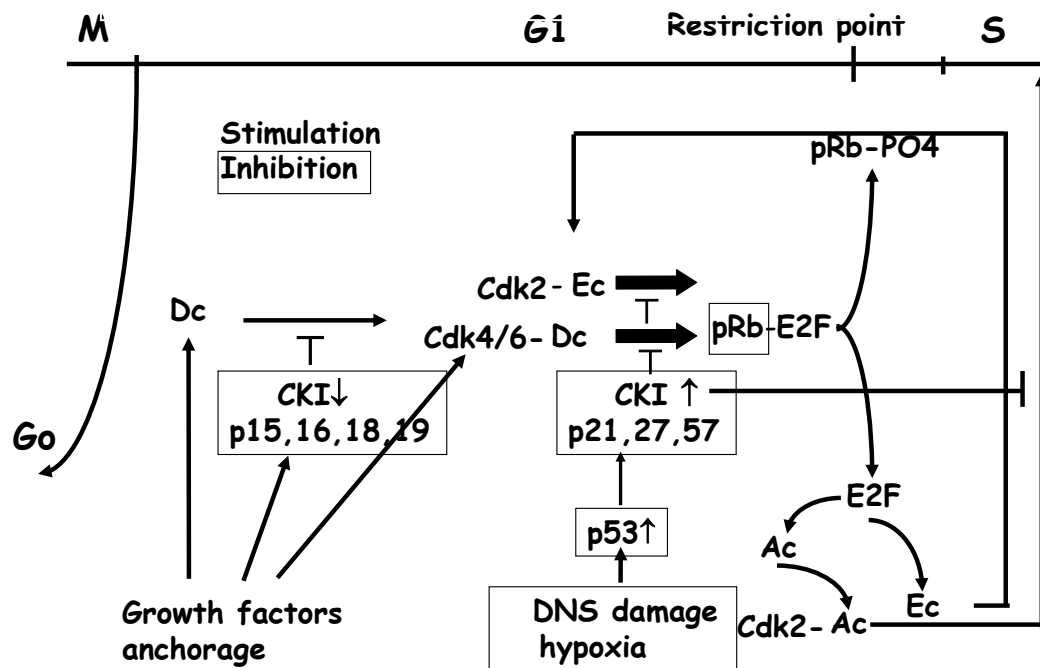 M G1 Restriction point S
Stimulation
Inhibition
pRb-PO4
Cdk2- Ec
Dc
Cdk4/6- Dc
pRb-E2F
CKI↓
p15,16,18,19
CKI ↑
p21,27,57
Go
E2F
p53↑
Ac
Growth factors
anchorage
DNS damage
hypoxia
Ec
Cdk2- Ac